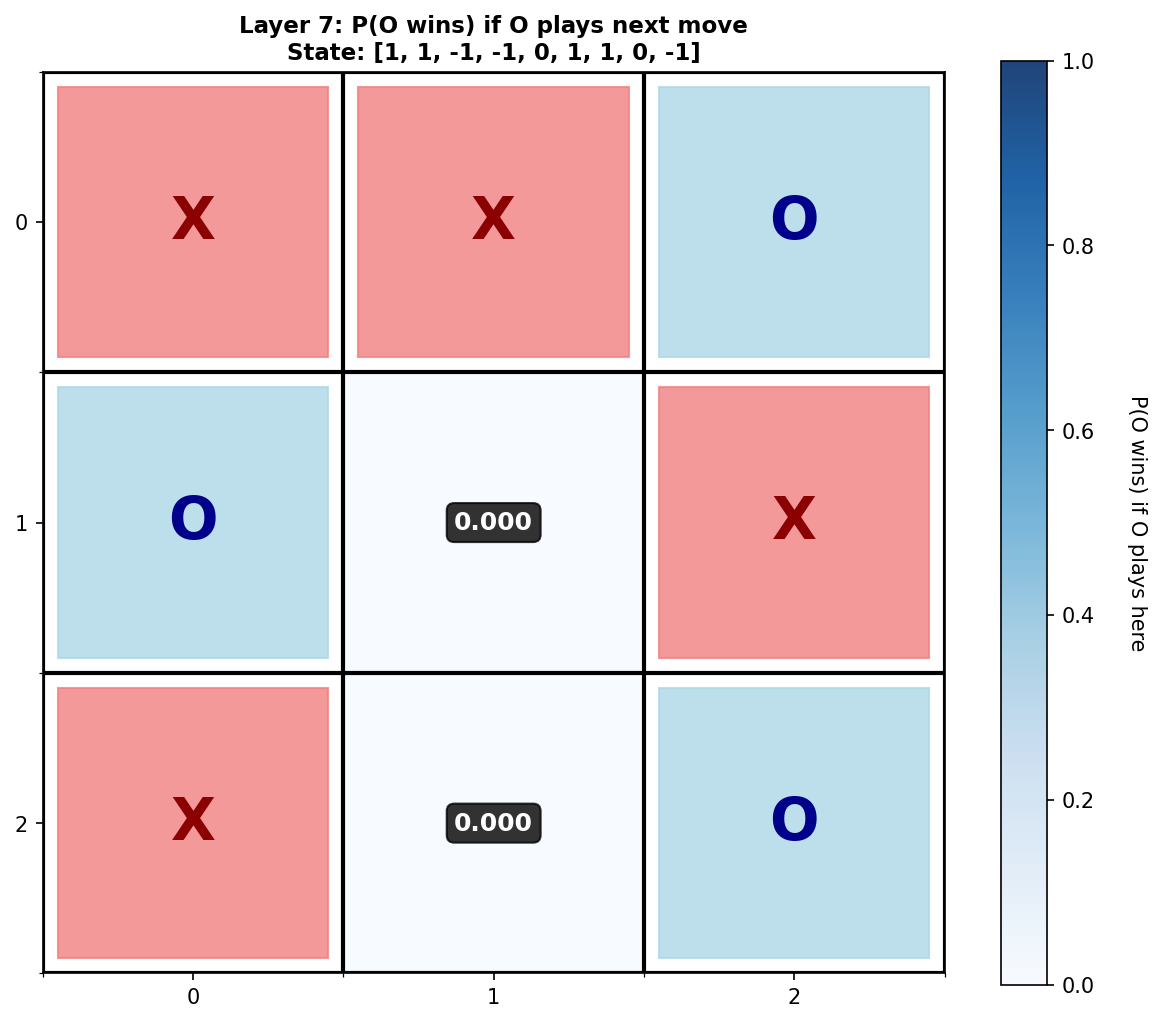 Layer 7: P(O wins) if O plays next move
State: [1, 1, -1, -1, 0, 1, 1, 0, -1]
X X O
O 0.000 X
X 0.000 O
0
1
2
0 1 2
1.0
0.8
0.6
0.4
0.2
0.0
P(O wins) if O plays here